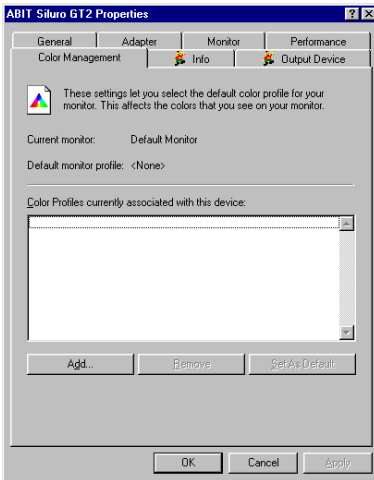 ABIT Siluro GT2 Properties
General Adapter Monitor Performance
Color Management Info Output Device
These settings let you select the default color profile for your
monitor. This affects the colors that you see on your monitor.
Current monitor: Default Monitor
Default monitor profile: <None>
Color Profiles currently associated with this device:
Add... Remove Set As Default
OK Cancel Apply